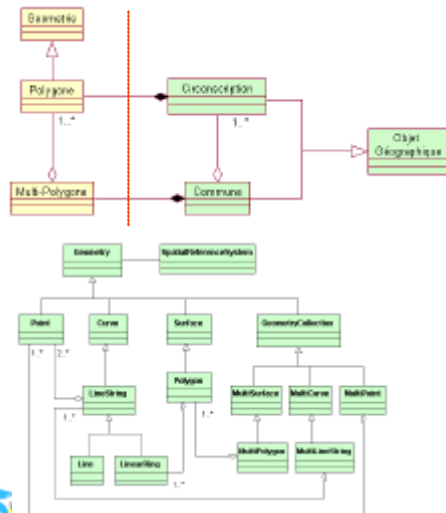 Geometrie
Polygone
Circonscription
1..*
1..*
Objet
Géographique
Multi-Polygone
Commune
Geometry
SpatialReferenceSystem
Point
Curve
Surface
GeometryCollection
1..*
2..*
LineString
Polygon
MultiSurface
MultiCurve
MultiPoint
1..*
1..*
MultiPolygon
MultiLineString
Line
LinearRing
1..*